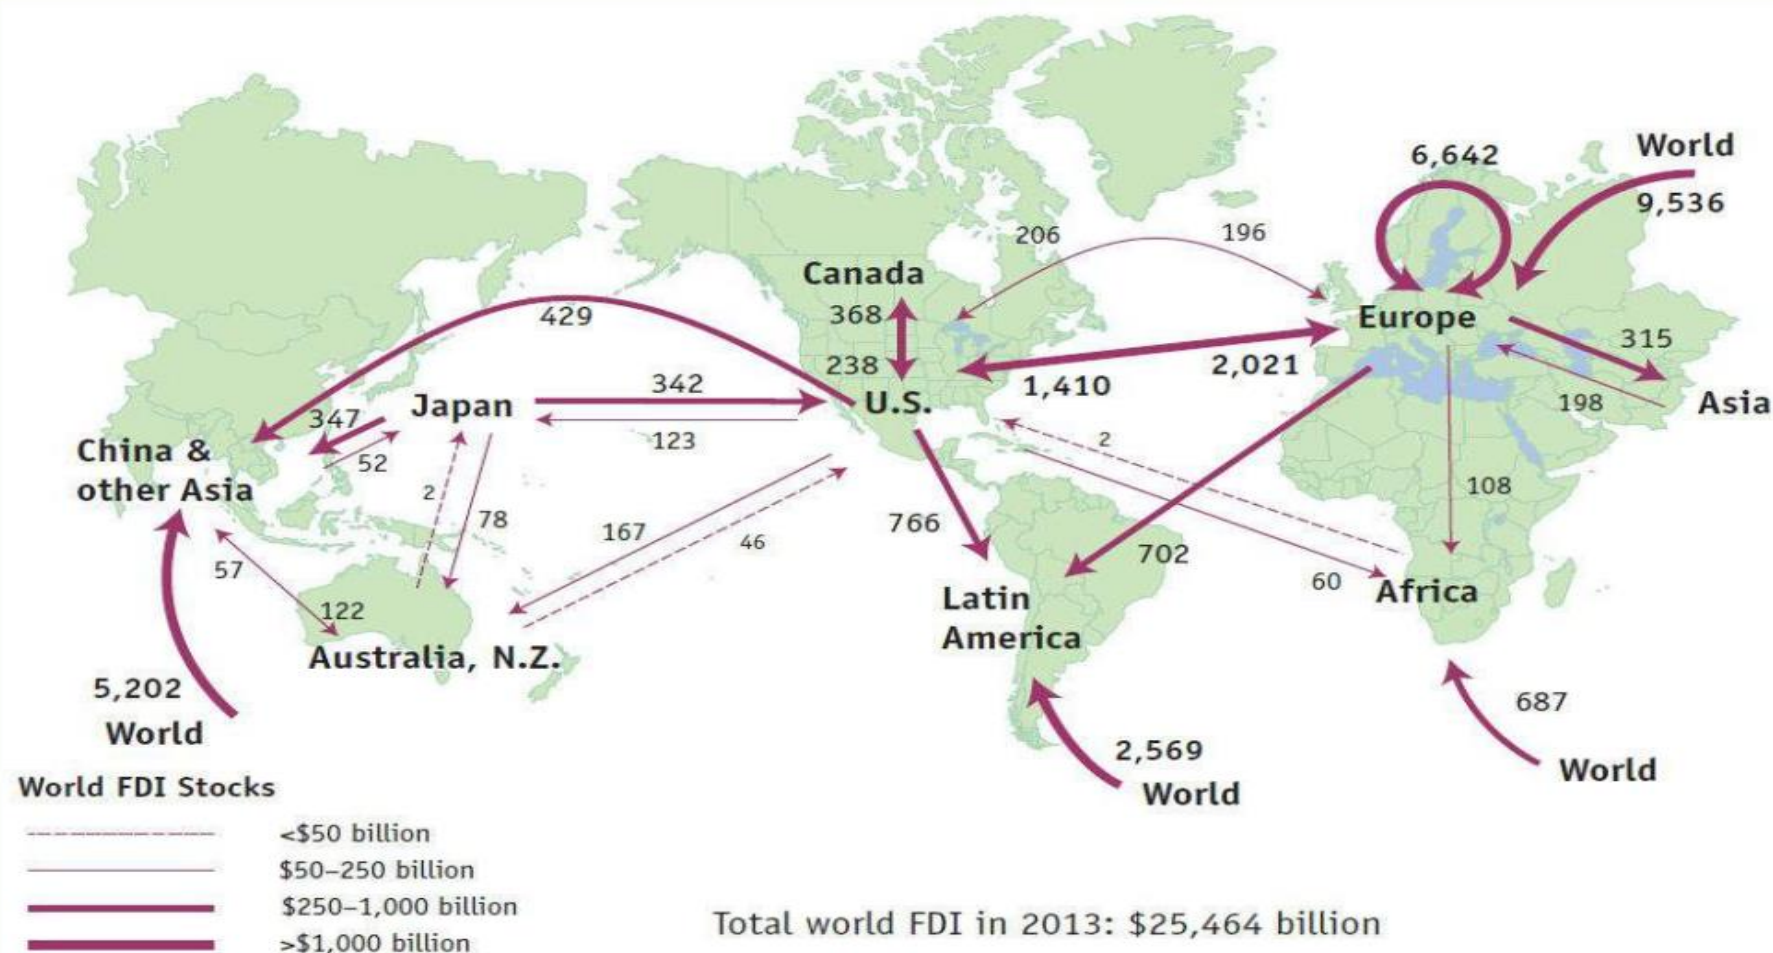 6,642
World
9,536
206
196
Canada
368
238
429
Europe
315
198
Asia
2,021
1,410
342
Japan
347
123
U.S.
China &
other Asia
52
2
78
2
167
46
766
702
108
60
Africa
57
122
Australia, N.Z.
Latin
America
5,202
World
2,569
World
687
World
World FDI Stocks
<$50 billion
$50–250 billion
$250–1,000 billion
>$1,000 billion
Total world FDI in 2013: $25,464 billion